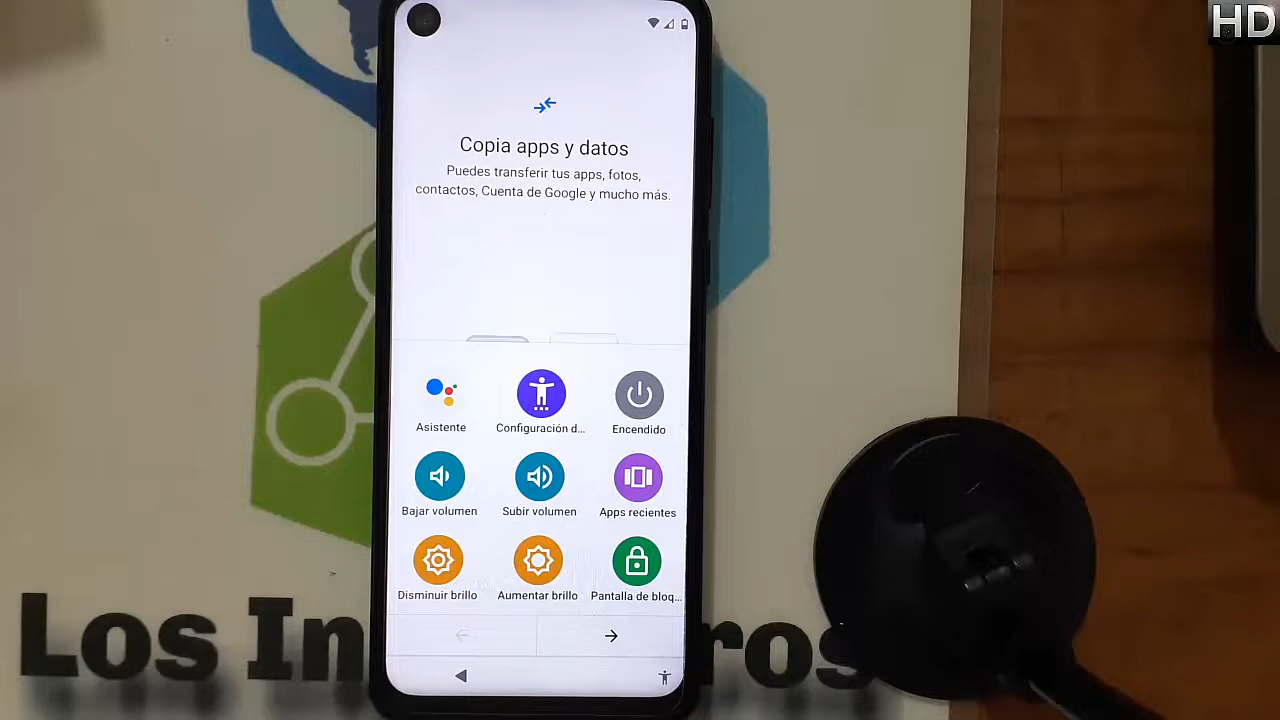 HD
Copia apps y datos
Puedes transferir tus apps, fotos,
contactos, Cuenta de Google y mucho más.
Asistente
Configuración d...
Encendido
Bajar volumen
Subir volumen
Apps recientes
Disminuir brillo
Aumentar brillo
Pantalla de bloq...
Los In ros